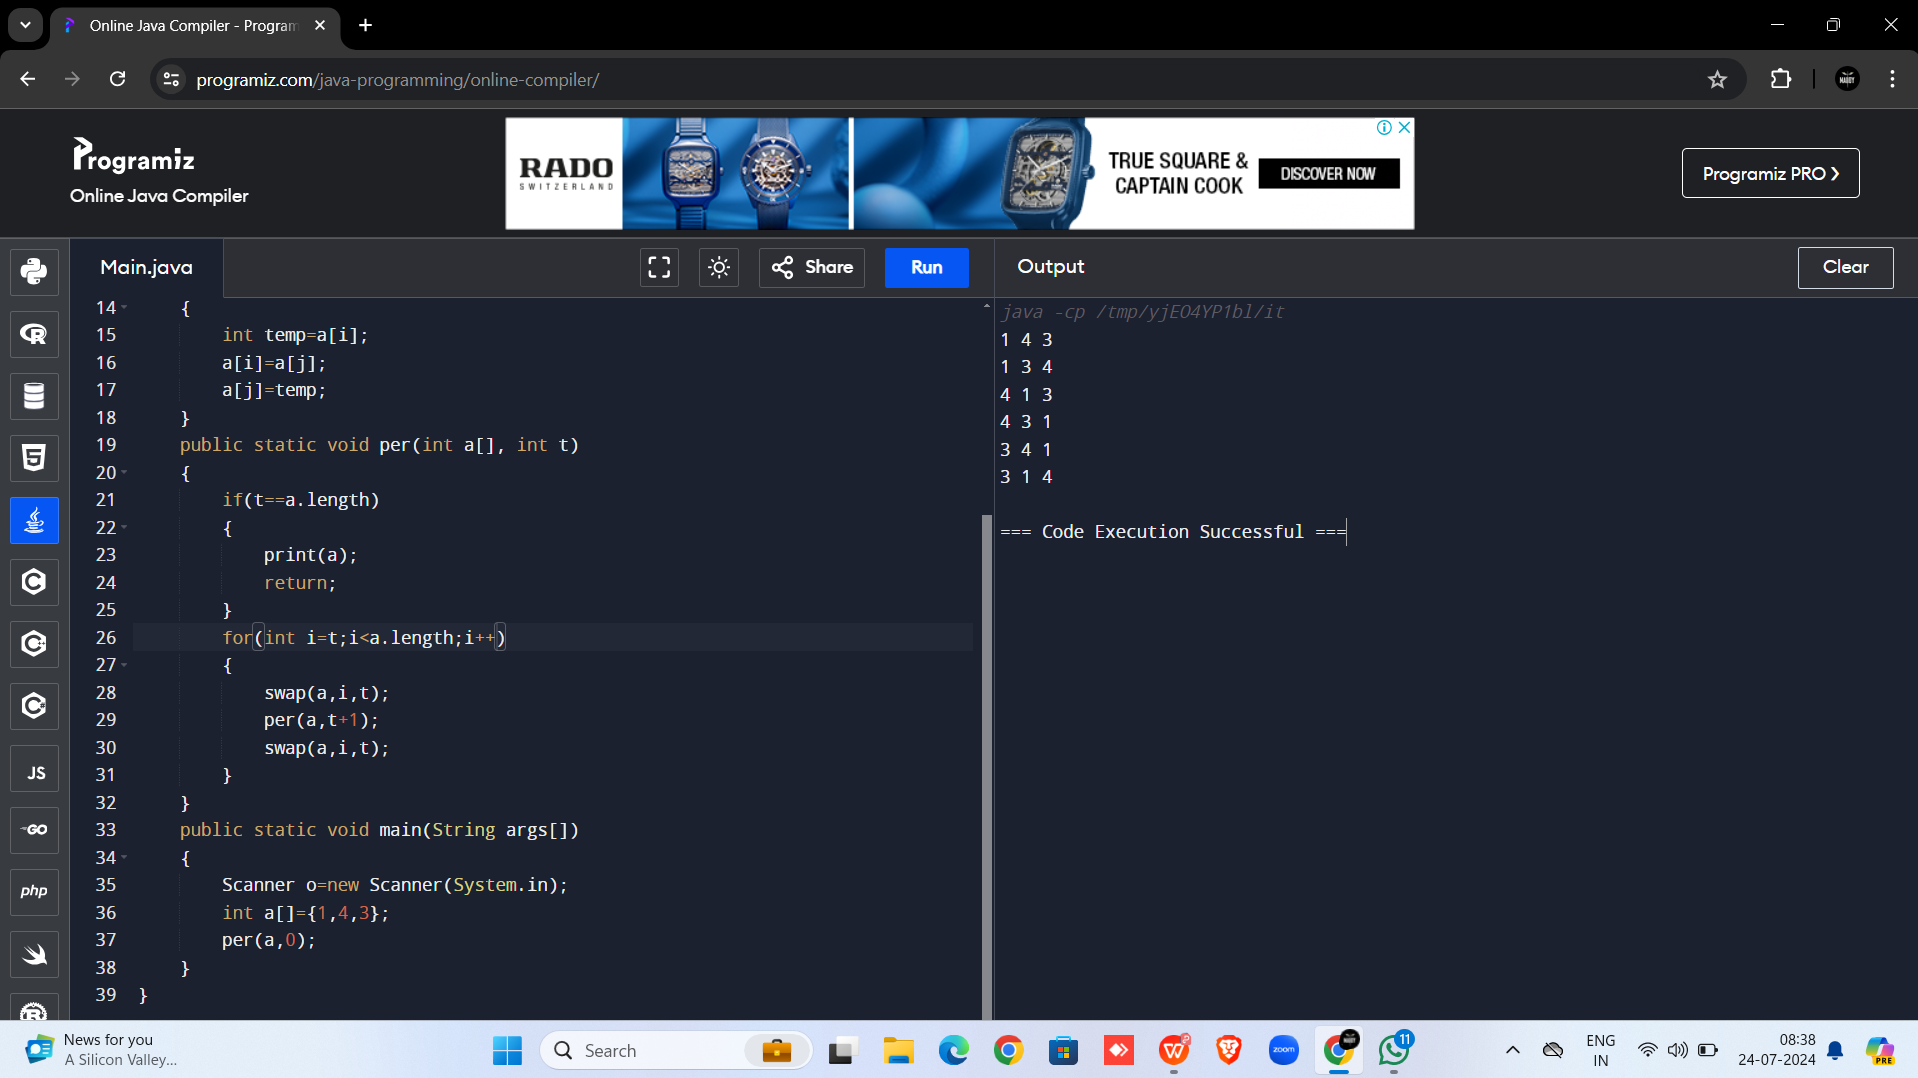 Online Java Compiler - Program
programiz.com/java-programming/online-compiler/
Programiz
Online Java Compiler
RADO
SWITZERLAND
TRUE SQUARE &
CAPTAIN COOK
DISCOVER NOW
Programiz PRO
Main.java
Share
Run
Output
Clear
14 {
15 int temp=a[i];
16 a[i]=a[j];
17 a[j]=temp;
18 }
19 public static void per(int a[], int t)
20 {
21 if(t==a.length)
22 {
23 print(a);
24 return;
25 }
26 for(int i=t;i<a.length;i++)
27 {
28 swap(a,i,t);
29 per(a,t+1);
30 swap(a,i,t);
31 }
32 }
33 public static void main(String args[])
34 {
35 Scanner o=new Scanner(System.in);
36 int a[]={1,4,3};
37 per(a,0);
38 }
39 }
java -cp /tmp/yjEO4YP1bl/it
1 4 3
1 3 4
4 1 3
4 3 1
3 4 1
3 1 4
=== Code Execution Successful ===
JS
GO
php
News for you
A Silicon Valley...
Search
zoom
11
ENG
IN
08:38
24-07-2024
PRE